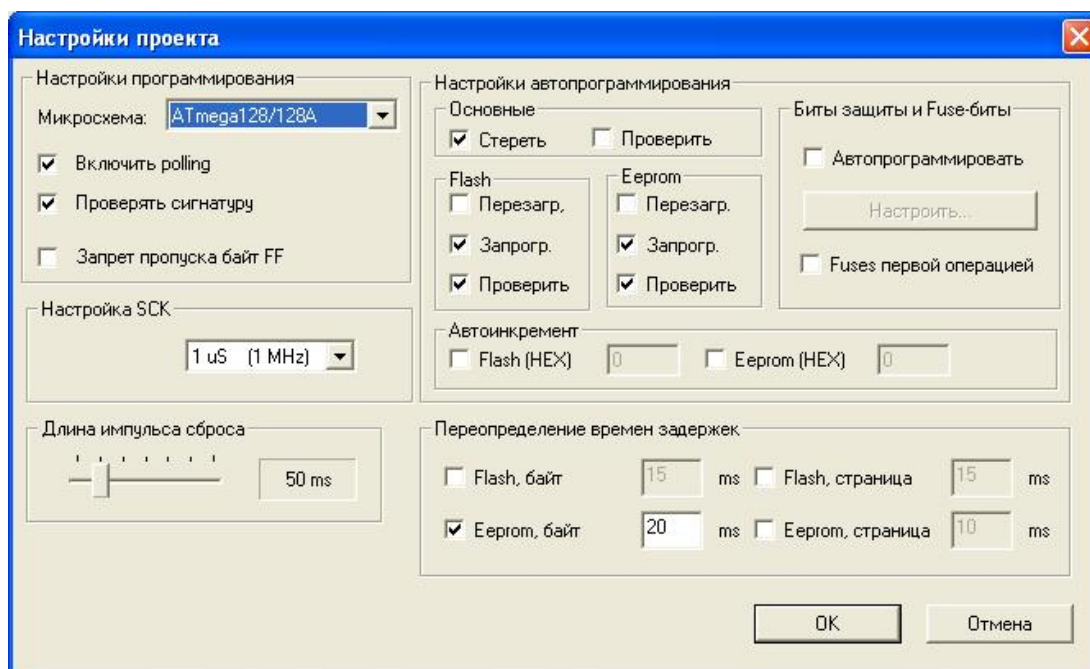 Настройки проекта
Настройки программирования
Микросхема: ATmega128/128A
Включить polling
Проверять сигнатуру
Запрет пропуска байт FF
Настройка SCK
1 uS (1 MHz)
Длина импульса сброса
50 ms
Настройки автопрограммирования
Основные
Стереть Проверить
Flash
Перезагр,
Запрогр.
Проверить
Eeprom
Перезагр.
Запрогр.
Проверить
Биты защиты и Fuse-биты
Автопрограммировать
Настроить...
Fuses первой операцией
Автоинкремент
Flash (HEX) 0 Eeprom (HEX) 0
Переопределение времен задержек
Flash, байт 15 ms Flash, страница 15 ms
Eeprom, байт 20 ms Eeprom, страница 10 ms
OK Отмена